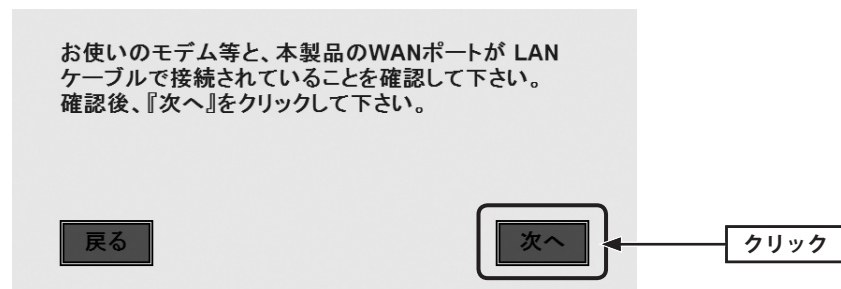 お使いのモデム等と、本製品のWANポートが LAN
ケーブルで接続されていることを確認して下さい。
確認後、『次へ』をクリックして下さい。
戻る
次へ
クリック